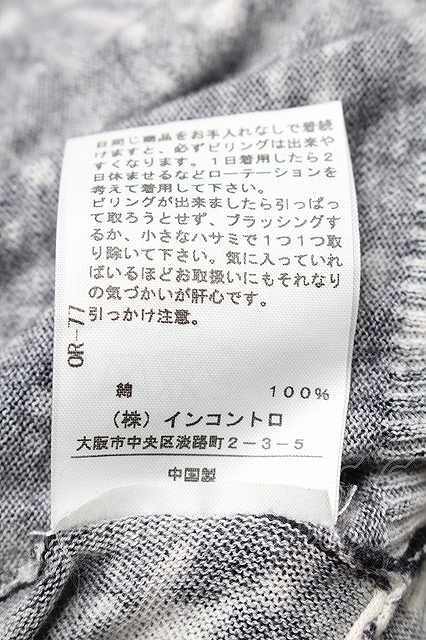 日同じ商品をお手入れなしで着続
けますと、必ずピリングは出来や
すくなります。1日着用したら2
日休ませるなどローテーションを
考えて着用して下さい。
ピリングが出来ましたら引っぱっ
て取ろうとせず、ブラッシングす
るか、小さなハサミで1つ1つ取
り除いて下さい。気に入っていれ
ばいるほどお取扱いにもそれなり
の気づかいが肝心です。
引っかけ注意。
OR-77
綿 100%
(株)インコントロ
大阪市中央区淡路町2-3-5
中国製